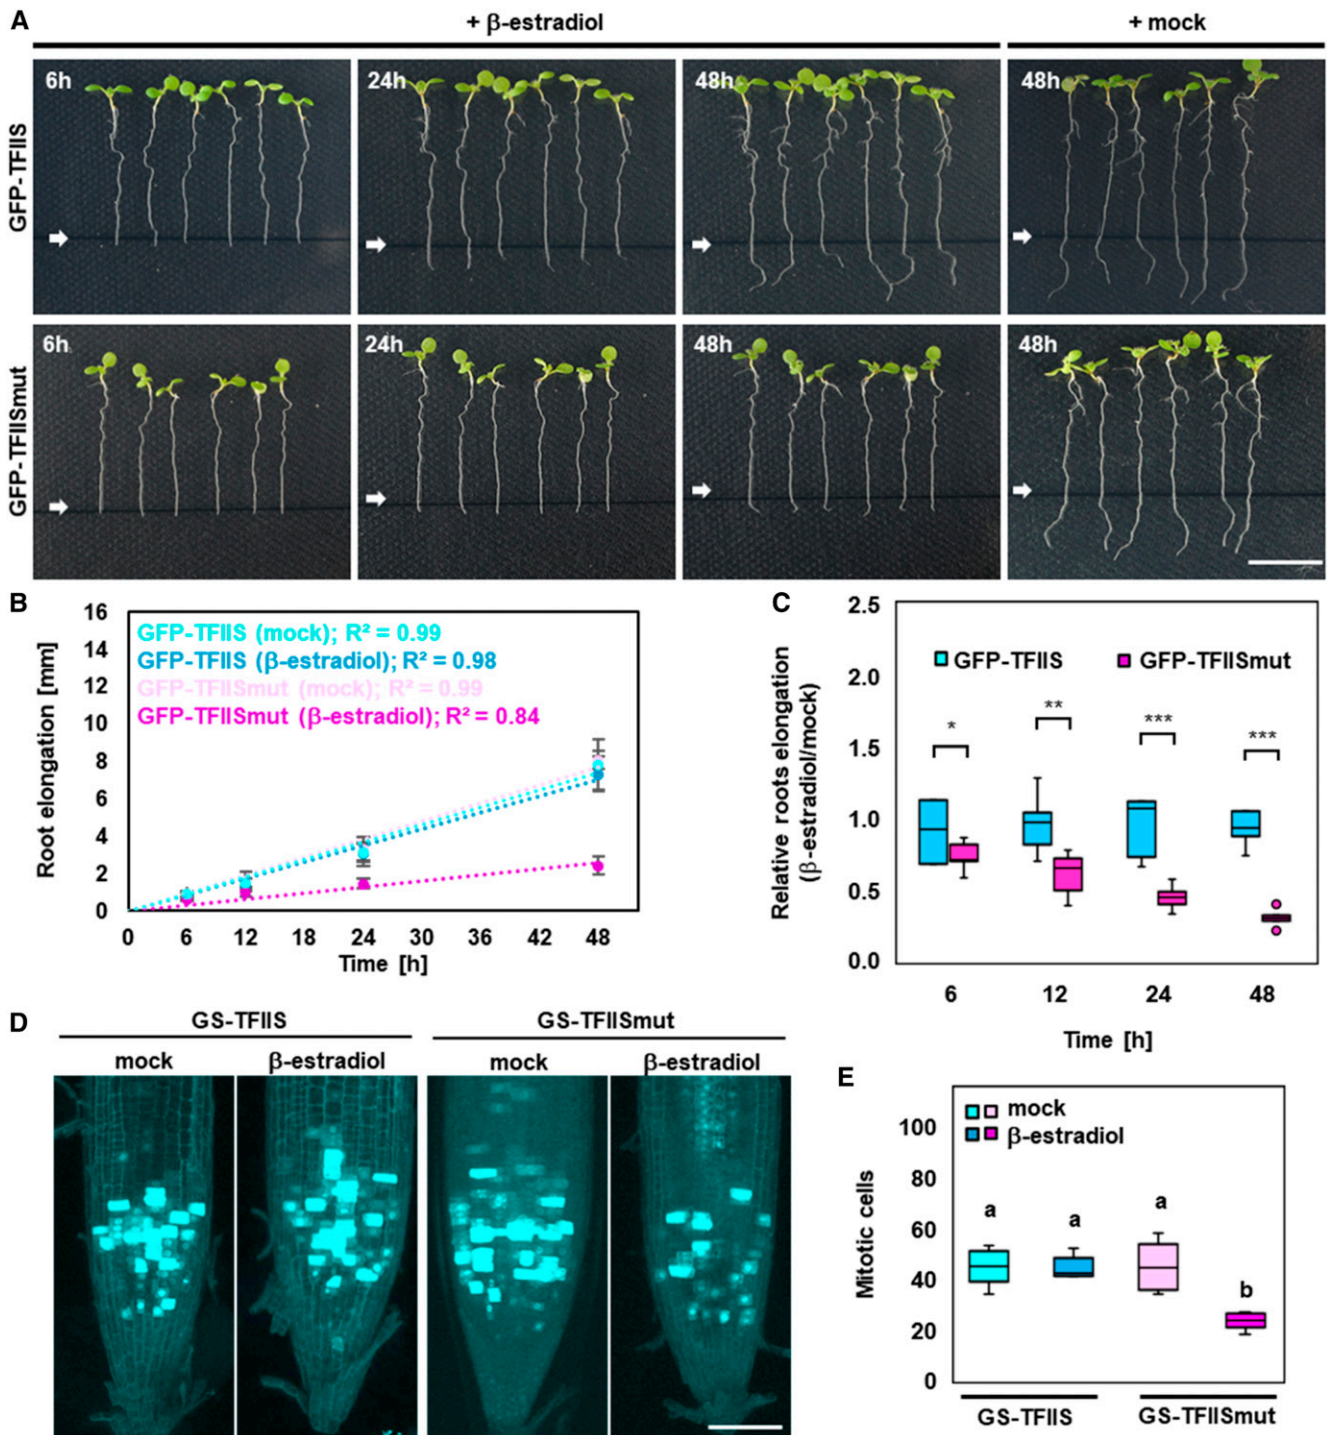 A
+ β-estradiol
+ mock
GFP-TFIIS
6h
24h
48h
48h
GFP-TFIISmut
6h
24h
48h
48h
B
16
14
12
10
8
6
4
2
0
Root elongation [mm]
GFP-TFIIS (mock); R² = 0.99
GFP-TFIIS (β-estradiol); R² = 0.98
GFP-TFIISmut (mock); R² = 0.99
GFP-TFIISmut (β-estradiol); R² = 0.84
0 6 12 18 24 30 36 42 48
Time [h]
C
2.5
2.0
1.5
1.0
0.5
0.0
Relative roots elongation
(β-estradiol/mock)
GFP-TFIIS GFP-TFIISmut
* ** *** ***
6 12 24 48
Time [h]
D
GS-TFIIS GS-TFIISmut
mock β-estradiol mock β-estradiol
E
100
80
60
40
20
0
Mitotic cells
mock
β-estradiol
a a a b
GS-TFIIS GS-TFIISmut